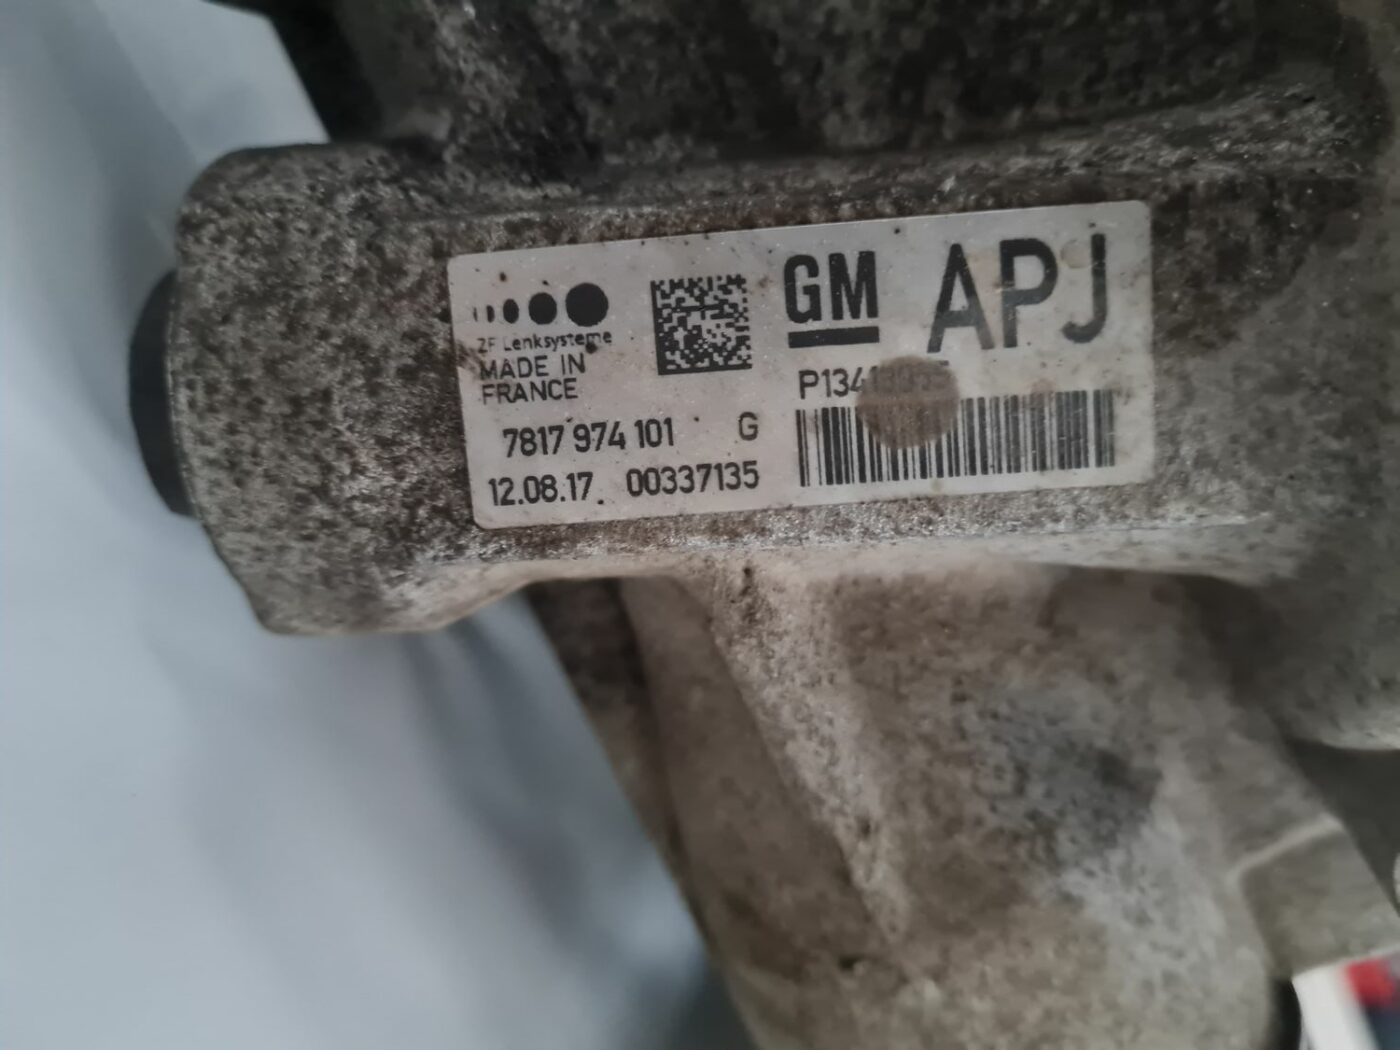 ZF Lenksysteme
MADE IN
FRANCE
7817 974 101 G
12.08.17. 00337135
GM APJ